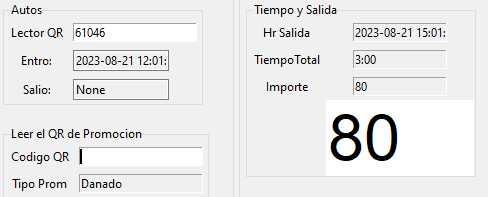 Autos
Lector QR 61046
Entro: 2023-08-21 12:01:
Salio: None
Leer el QR de Promocion
Codigo QR
Tipo Prom Danado
Tiempo y Salida
Hr Salida 2023-08-21 15:01:
TiempoTotal 3:00
Importe 80
80